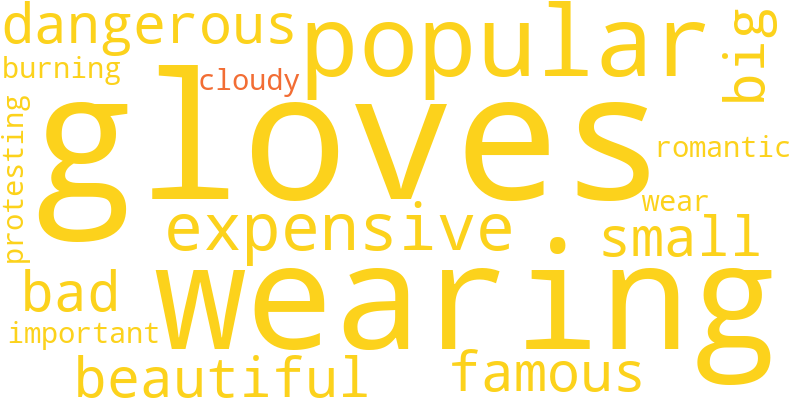 dangerous
popular
big
burning
cloudy
gloves
protesting
romantic
wear
expensive
small
wearing
bad
important
beautiful
famous